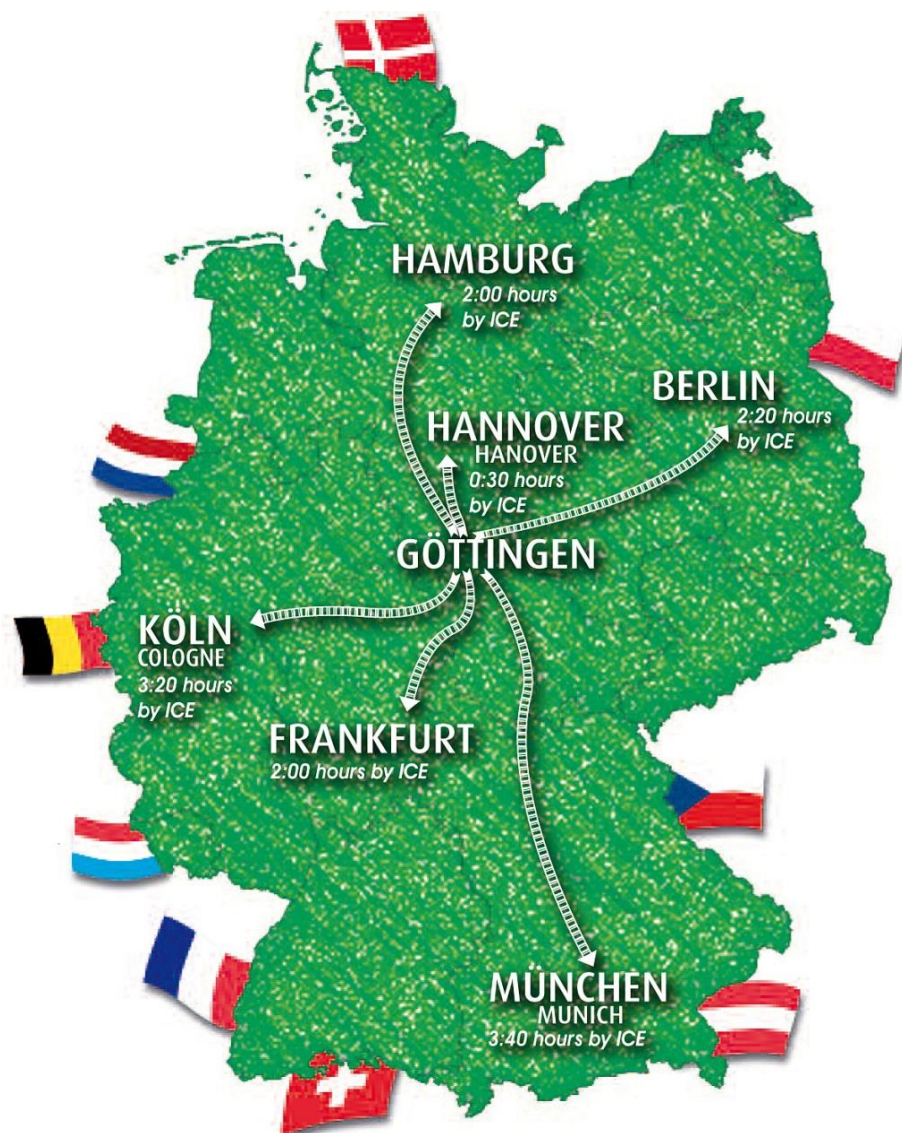 HAMBURG
2:00 hours
by ICE
BERLIN
2:20 hours
by ICE
HANNOVER
HANOVER
0:30 hours
by ICE
GÖTTINGEN
KÖLN
COLOGNE
3:20 hours
by ICE
FRANKFURT
2:00 hours by ICE
MÜNCHEN
MUNICH
3:40 hours by ICE